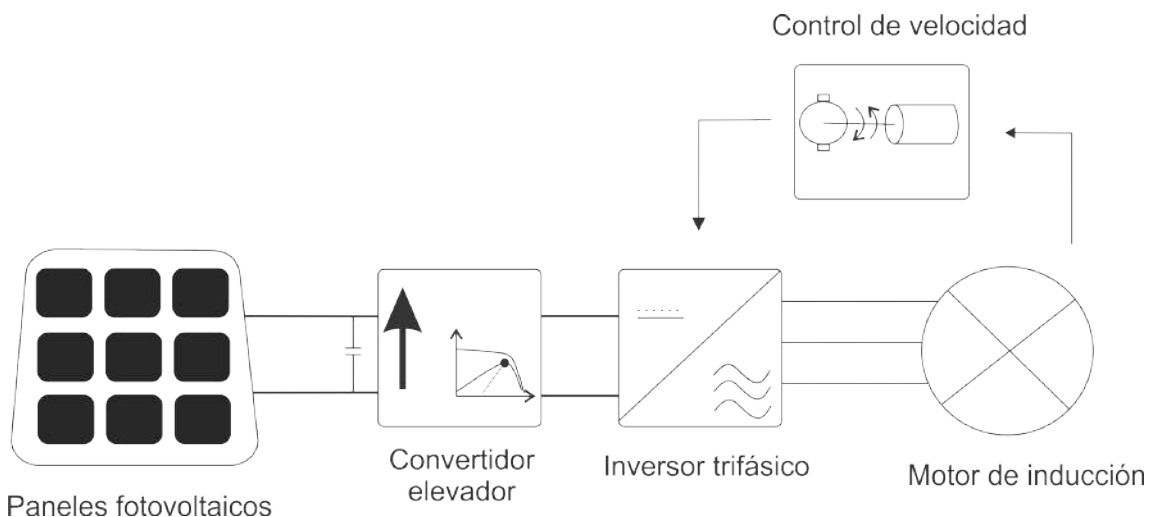 Control de velocidad
Convertidor
elevador
Inversor trifásico
Motor de inducción
Paneles fotovoltaicos